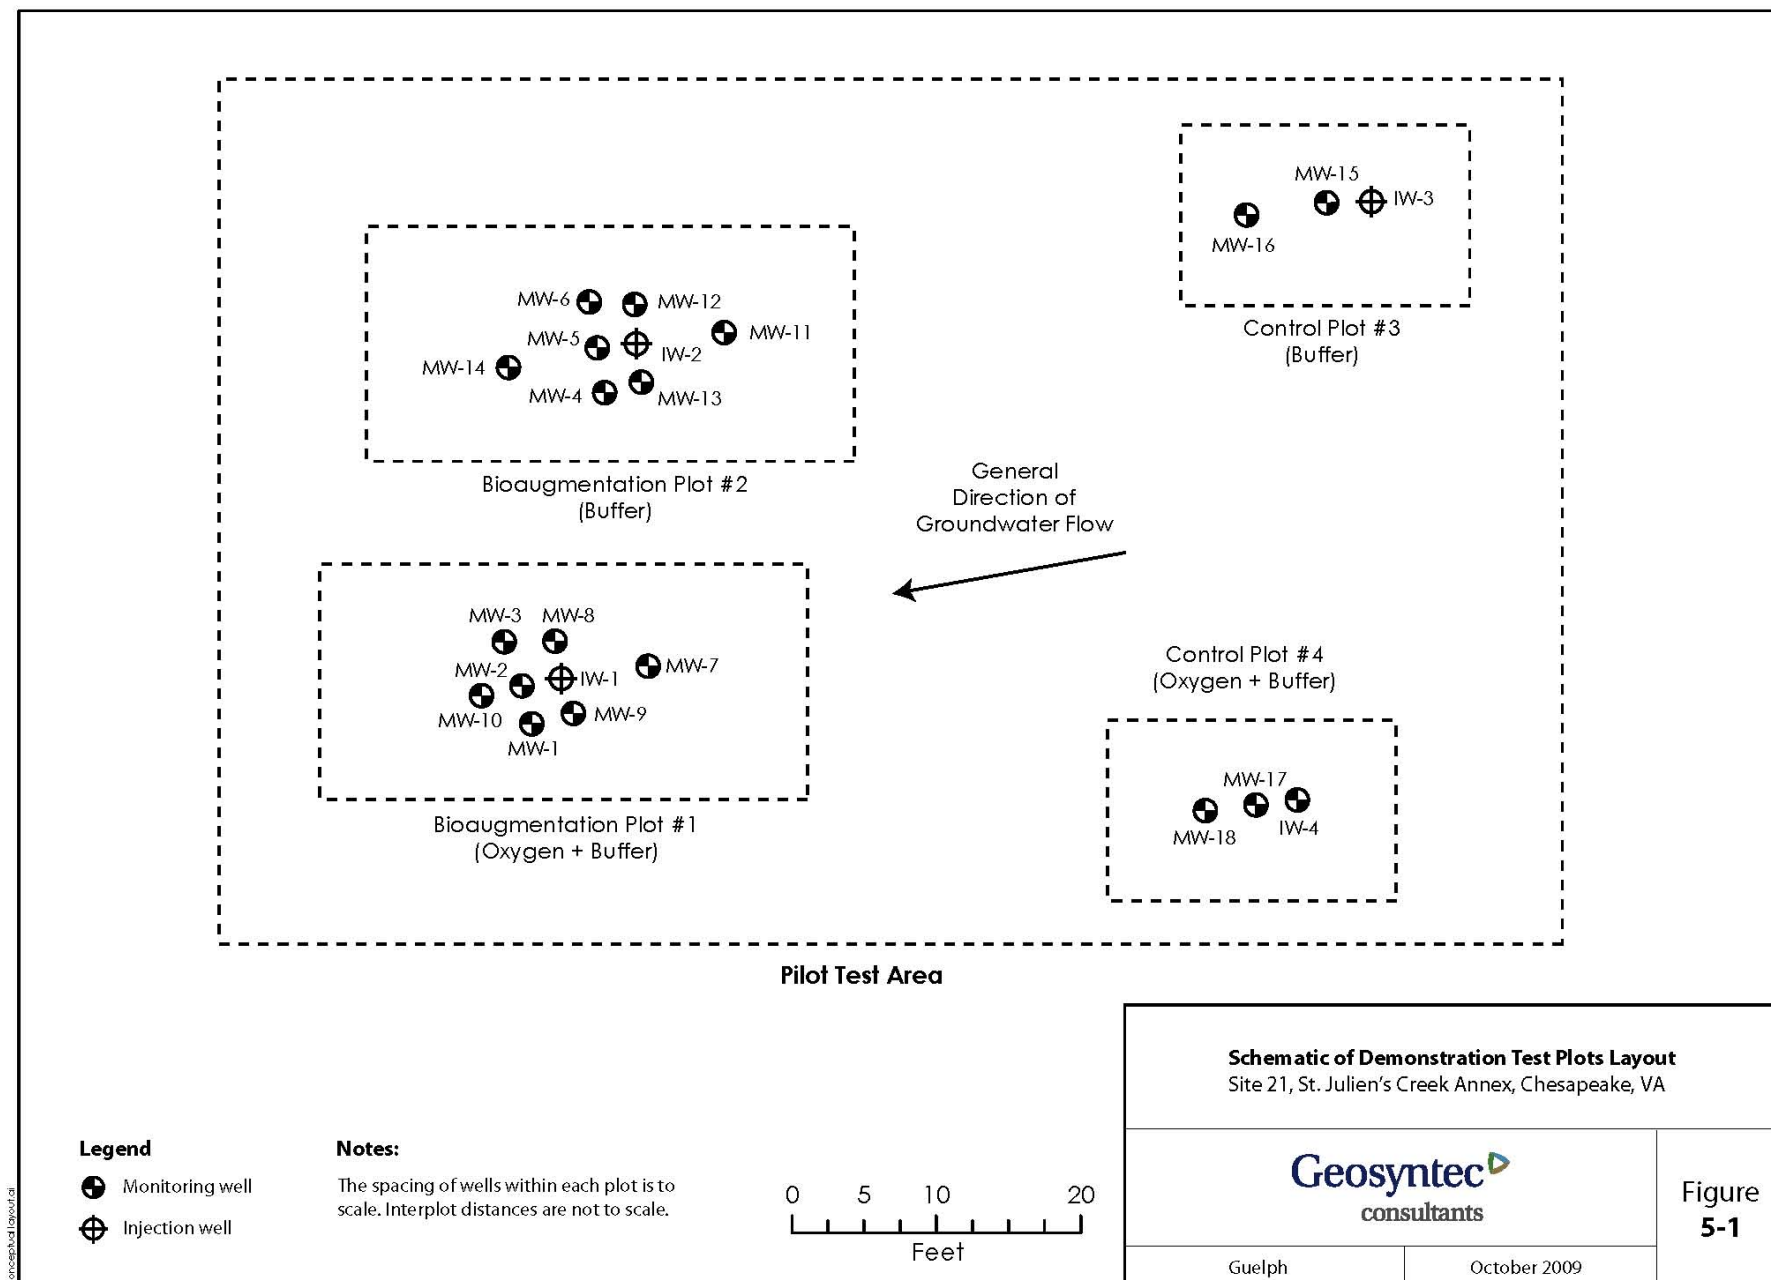 MW-15
IW-3
MW-16
Control Plot #3
(Buffer)
MW-6
MW-12
MW-11
MW-5
IW-2
MW-14
MW-4
MW-13
Bioaugmentation Plot #2
(Buffer)
General
Direction of
Groundwater Flow
MW-3
MW-8
MW-7
MW-2
IW-1
MW-10
MW-9
MW-1
Bioaugmentation Plot #1
(Oxygen + Buffer)
Control Plot #4
(Oxygen + Buffer)
MW-17
MW-18
IW-4
Pilot Test Area
Legend
Monitoring well
Injection well
Notes:
The spacing of wells within each plot is to
scale. Interplot distances are not to scale.
0 5 10 20
Feet
Schematic of Demonstration Test Plots Layout
Site 21, St. Julien's Creek Annex, Chesapeake, VA
Geosyntec
consultants
Figure
5-1
Guelph
October 2009